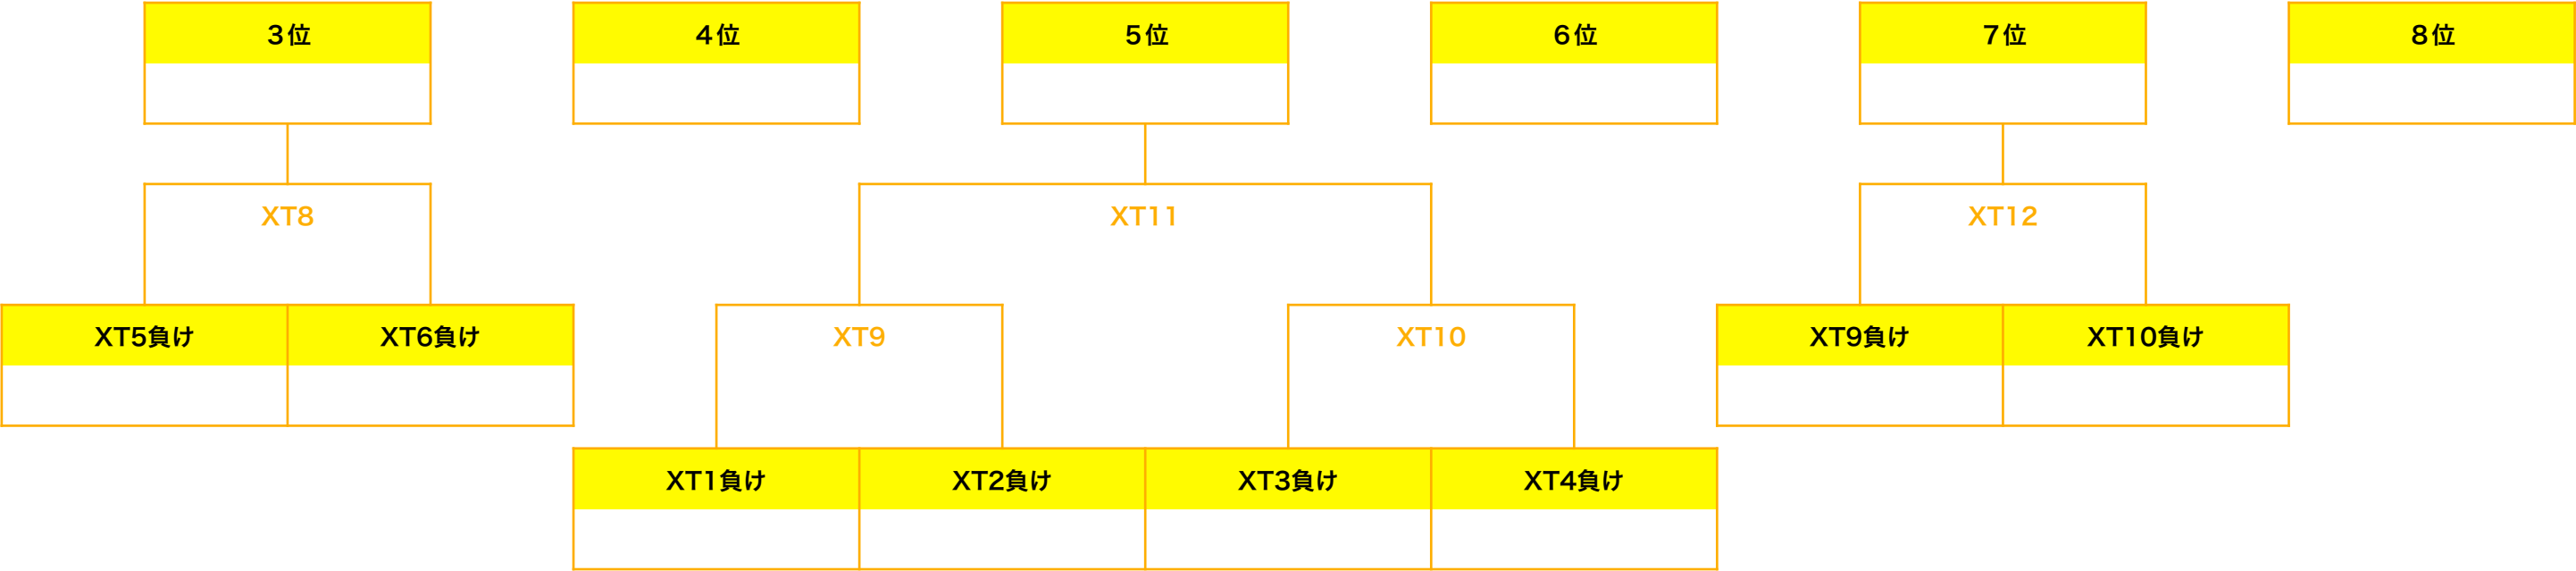 3位
4位
5位
6位
7位
8位
XT8
XT11
XT12
XT5負け
XT6負け
XT9
XT10
XT9負け
XT10負け
XT1負け
XT2負け
XT3負け
XT4負け